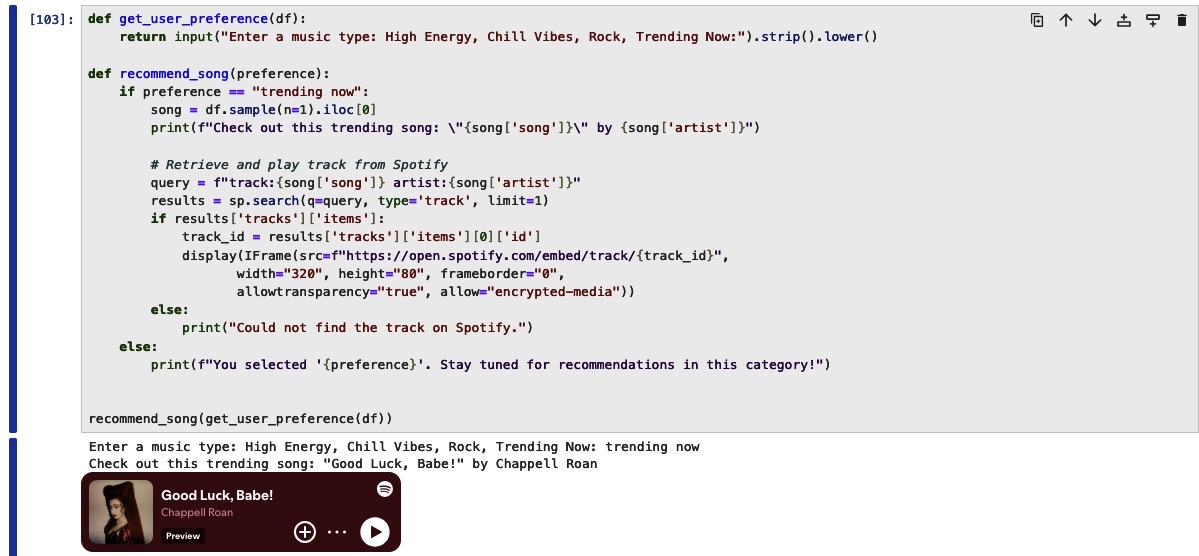 [103]: def get_user_preference(df):
    return input("Enter a music type: High Energy, Chill Vibes, Rock, Trending Now:").strip().lower()
def recommend_song(preference):
    if preference == "trending now":
        song = df.sample(n=1).iloc[0]
        print(f"Check out this trending song: \"{song['song']}\" by {song['artist']}")
        # Retrieve and play track from Spotify
        query = f"track:{song['song']} artist:{song['artist']}"
        results = sp.search(q=query, type='track', limit=1)
        if results['tracks']['items']:
            track_id = results['tracks']['items'][0]['id']
            display(IFrame(src=f"https://open.spotify.com/embed/track/{track_id}",
                   width="320", height="80", frameborder="0",
                   allowtransparency="true", allow="encrypted-media"))
        else:
            print("Could not find the track on Spotify.")
    else:
        print(f"You selected '{preference}'. Stay tuned for recommendations in this category!")
recommend_song(get_user_preference(df))
Enter a music type: High Energy, Chill Vibes, Rock, Trending Now: trending now
Check out this trending song: "Good Luck, Babe!" by Chappell Roan
Good Luck, Babe!
Chappell Roan
Preview